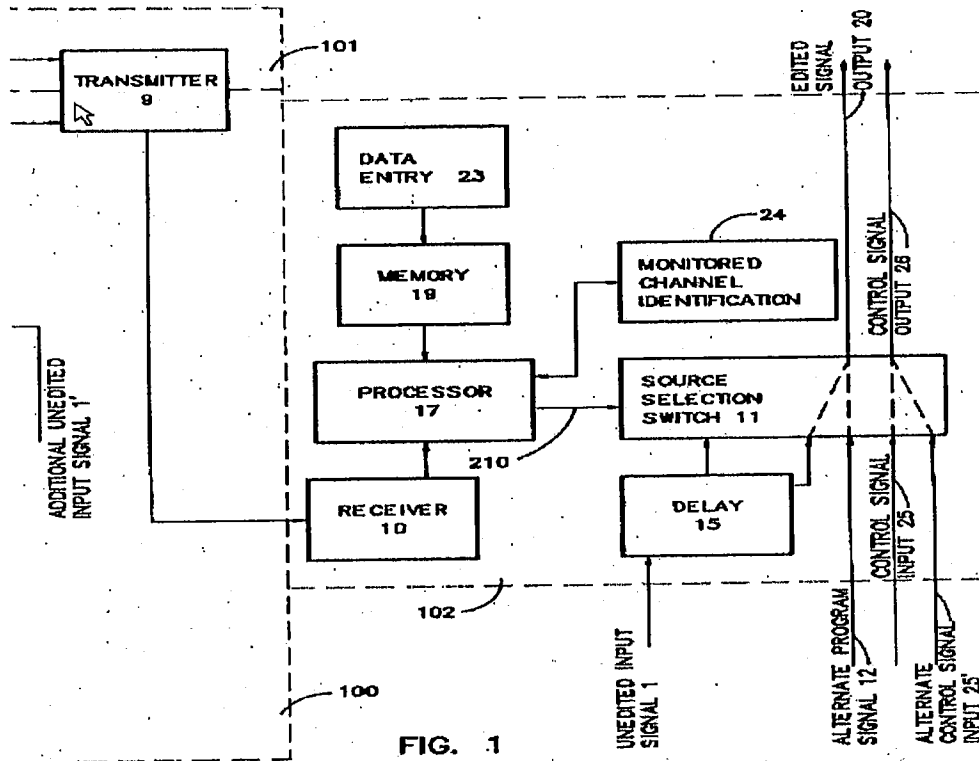 101
TRANSMITTER
9
EDITED
SIGNAL
OUTPUT 20
DATA
ENTRY 23
24
MEMORY
19
MONITORED
CHANNEL
IDENTIFICATION
CONTROL SIGNAL
OUTPUT 26
ADDITIONAL UNEDITED
INPUT SIGNAL 1'
PROCESSOR
17
SOURCE
SELECTION
SWITCH 11
210
RECEIVER
10
DELAY
15
CONTROL SIGNAL
INPUT 25
102
100
UNEDITED INPUT
SIGNAL 1
ALTERNATE PROGRAM
SIGNAL 12
ALTERNATE
CONTROL SIGNAL
INPUT 25'
FIG. 1